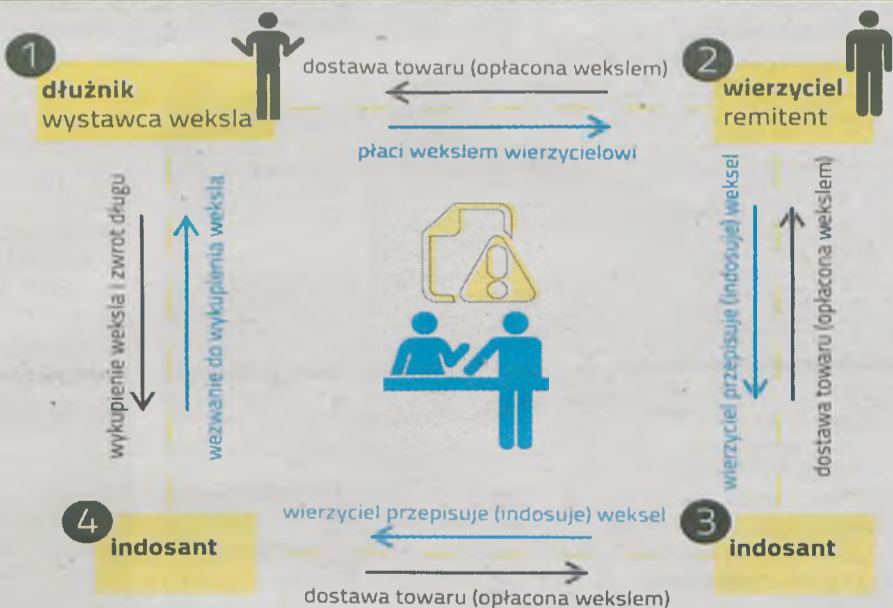 1
dłużnik
wystawca weksla
dostawa towaru (opłacona wekslem)
płaci wekslem wierzycielowi
2
wierzyciel
remitent
wykupienie weksla i zwrot długu
wezwanie do wykupienia weksla
wierzyciel przepisuje (indosuje) weksel
dostawa towaru (opłacona wekslem)
4
indosant
wierzyciel przepisuje (indosuje) weksel
dostawa towaru (opłacona wekslem)
3
indosant